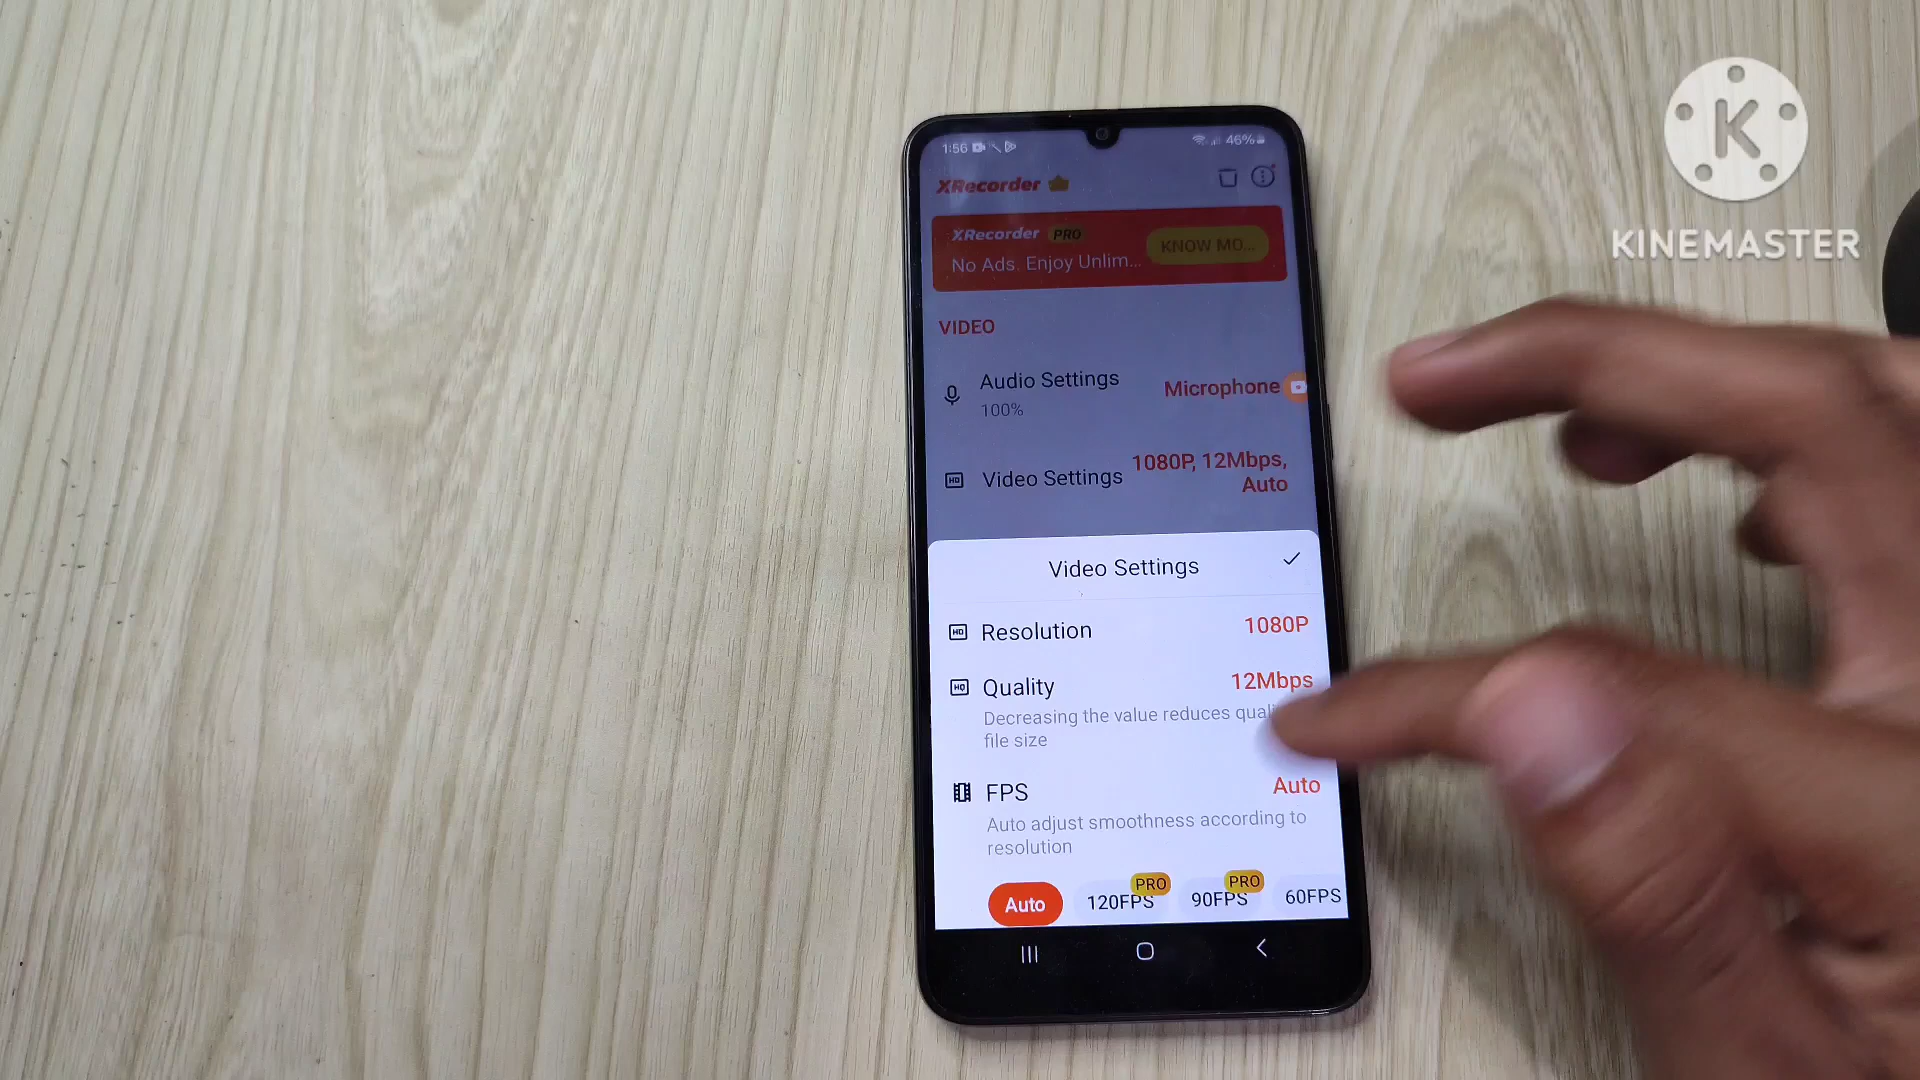 K
KINEMASTER
1:56
46%
XRecorder
XRecorder PRO
KNOW MO...
No Ads. Enjoy Unlim...
VIDEO
Audio Settings
Microphone
100%
Video Settings
1080P, 12Mbps,
Auto
Video Settings
HD Resolution 1080P
HQ Quality 12Mbps
Decreasing the value reduces
file size
FPS Auto
Auto adjust smoothness according to
resolution
Auto
120FPS PRO
90FPS PRO
60FPS